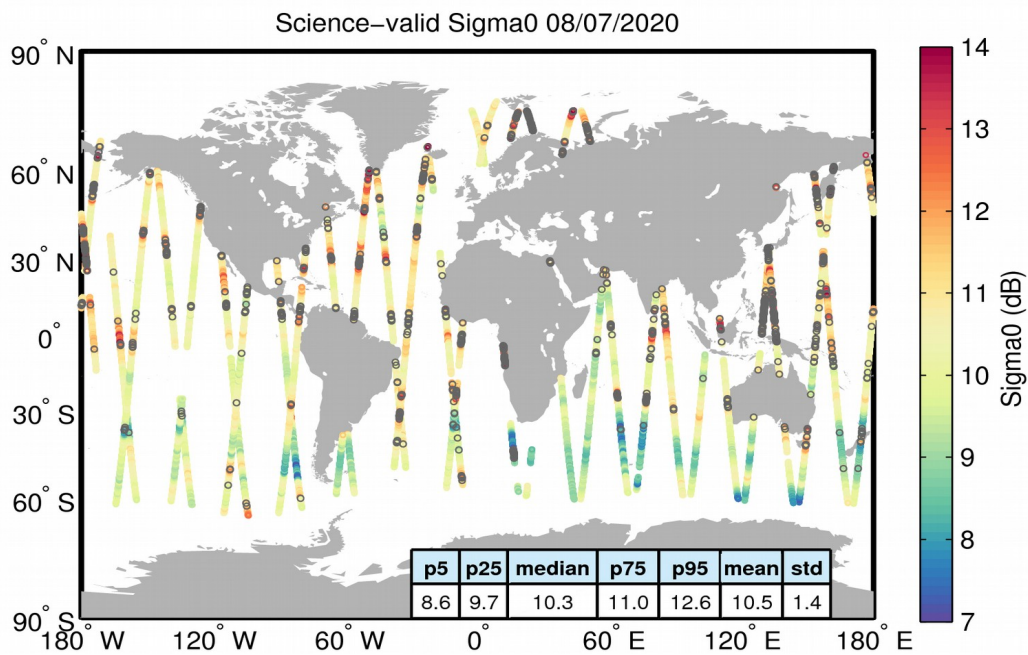 Science−valid Sigma0 08/07/2020
90° N
60° N
30° N
0°
30° S
60° S
90° S
180° W 120° W 60° W 0° 60° E 120° E 180° E
p5 p25 median p75 p95 mean std
8.6 9.7 10.3 11.0 12.6 10.5 1.4
14
13
12
11
10
9
8
7
Sigma0 (dB)